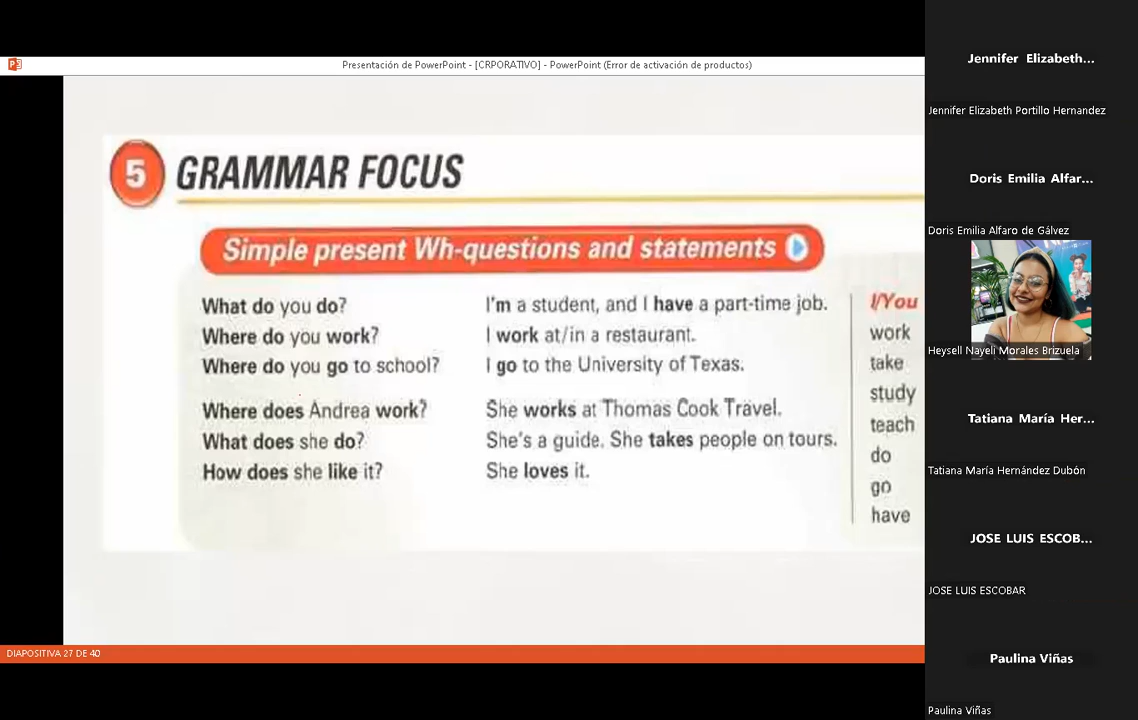 Presentación de PowerPoint - [CRPORATIVO] - PowerPoint (Error de activación de productos)
5 GRAMMAR FOCUS
Simple present Wh-questions and statements
What do you do? I'm a student, and I have a part-time job.
Where do you work? I work at/in a restaurant.
Where do you go to school? I go to the University of Texas.
Where does Andrea work? She works at Thomas Cook Travel.
What does she do? She's a guide. She takes people on tours.
How does she like it? She loves it.
I/You
work
take
study
teach
do
go
have
DIAPOSITIVA 27 DE 40
Jennifer Elizabeth...
Jennifer Elizabeth Portillo Hernandez
Doris Emilia Alfar...
Doris Emilia Alfaro de Gálvez
Heysell Nayeli Morales Brizuela
Tatiana María Her...
Tatiana María Hernández Dubón
JOSE LUIS ESCOB...
JOSE LUIS ESCOBAR
Paulina Viñas
Paulina Viñas